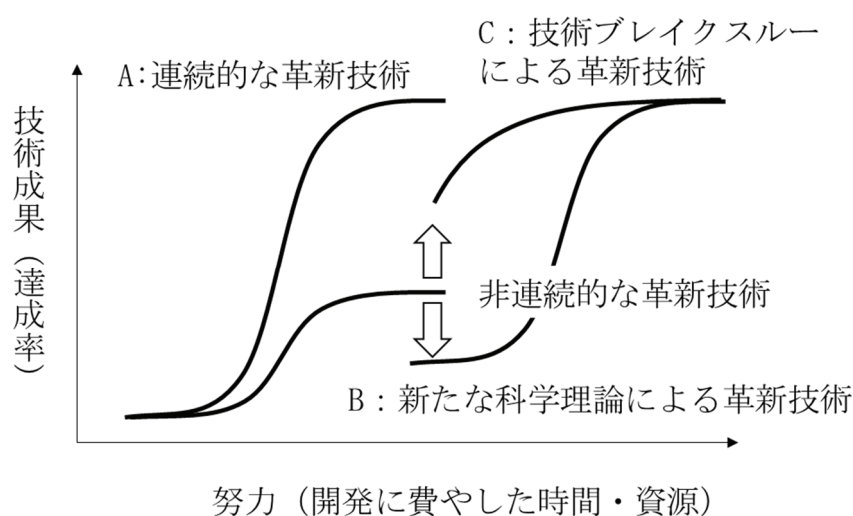 A:連続的な革新技術
C：技術ブレイクスルー
による革新技術
技術成果（達成率）
非連続的な革新技術
B：新たな科学理論による革新技術
努力（開発に費やした時間・資源）